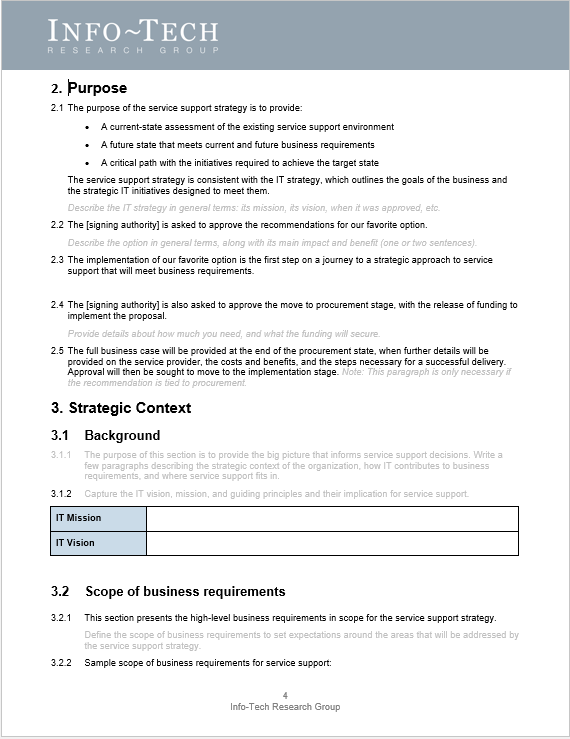 INFO~TECH
RESEARCH GROUP
2. Purpose
2.1 The purpose of the service support strategy is to provide:
• A current-state assessment of the existing service support environment
• A future state that meets current and future business requirements
• A critical path with the initiatives required to achieve the target state
The service support strategy is consistent with the IT strategy, which outlines the goals of the business and
the strategic IT initiatives designed to meet them.
Describe the IT strategy in general terms: its mission, its vision, when it was approved, etc.
2.2 The [signing authority] is asked to approve the recommendations for our favorite option.
Describe the option in general terms, along with its main impact and benefit (one or two sentences).
2.3 The implementation of our favorite option is the first step on a journey to a strategic approach to service
support that will meet business requirements.
2.4 The [signing authority] is also asked to approve the move to procurement stage, with the release of funding to
implement the proposal.
Provide details about how much you need, and what the funding will secure.
2.5 The full business case will be provided at the end of the procurement state, when further details will be
provided on the service provider, the costs and benefits, and the steps necessary for a successful delivery.
Approval will then be sought to move to the implementation stage. Note: This paragraph is only necessary if
the recommendation is tied to procurement.
3. Strategic Context
3.1 Background
3.1.1 The purpose of this section is to provide the big picture that informs service support decisions. Write a
few paragraphs describing the strategic context of the organization, how IT contributes to business
requirements, and where service support fits in.
3.1.2 Capture the IT vision, mission, and guiding principles and their implication for service support.
IT Mission
IT Vision
3.2 Scope of business requirements
3.2.1 This section presents the high-level business requirements in scope for the service support strategy.
Define the scope of business requirements to set expectations around the areas that will be addressed by
the service support strategy.
3.2.2 Sample scope of business requirements for service support:
4
Info-Tech Research Group